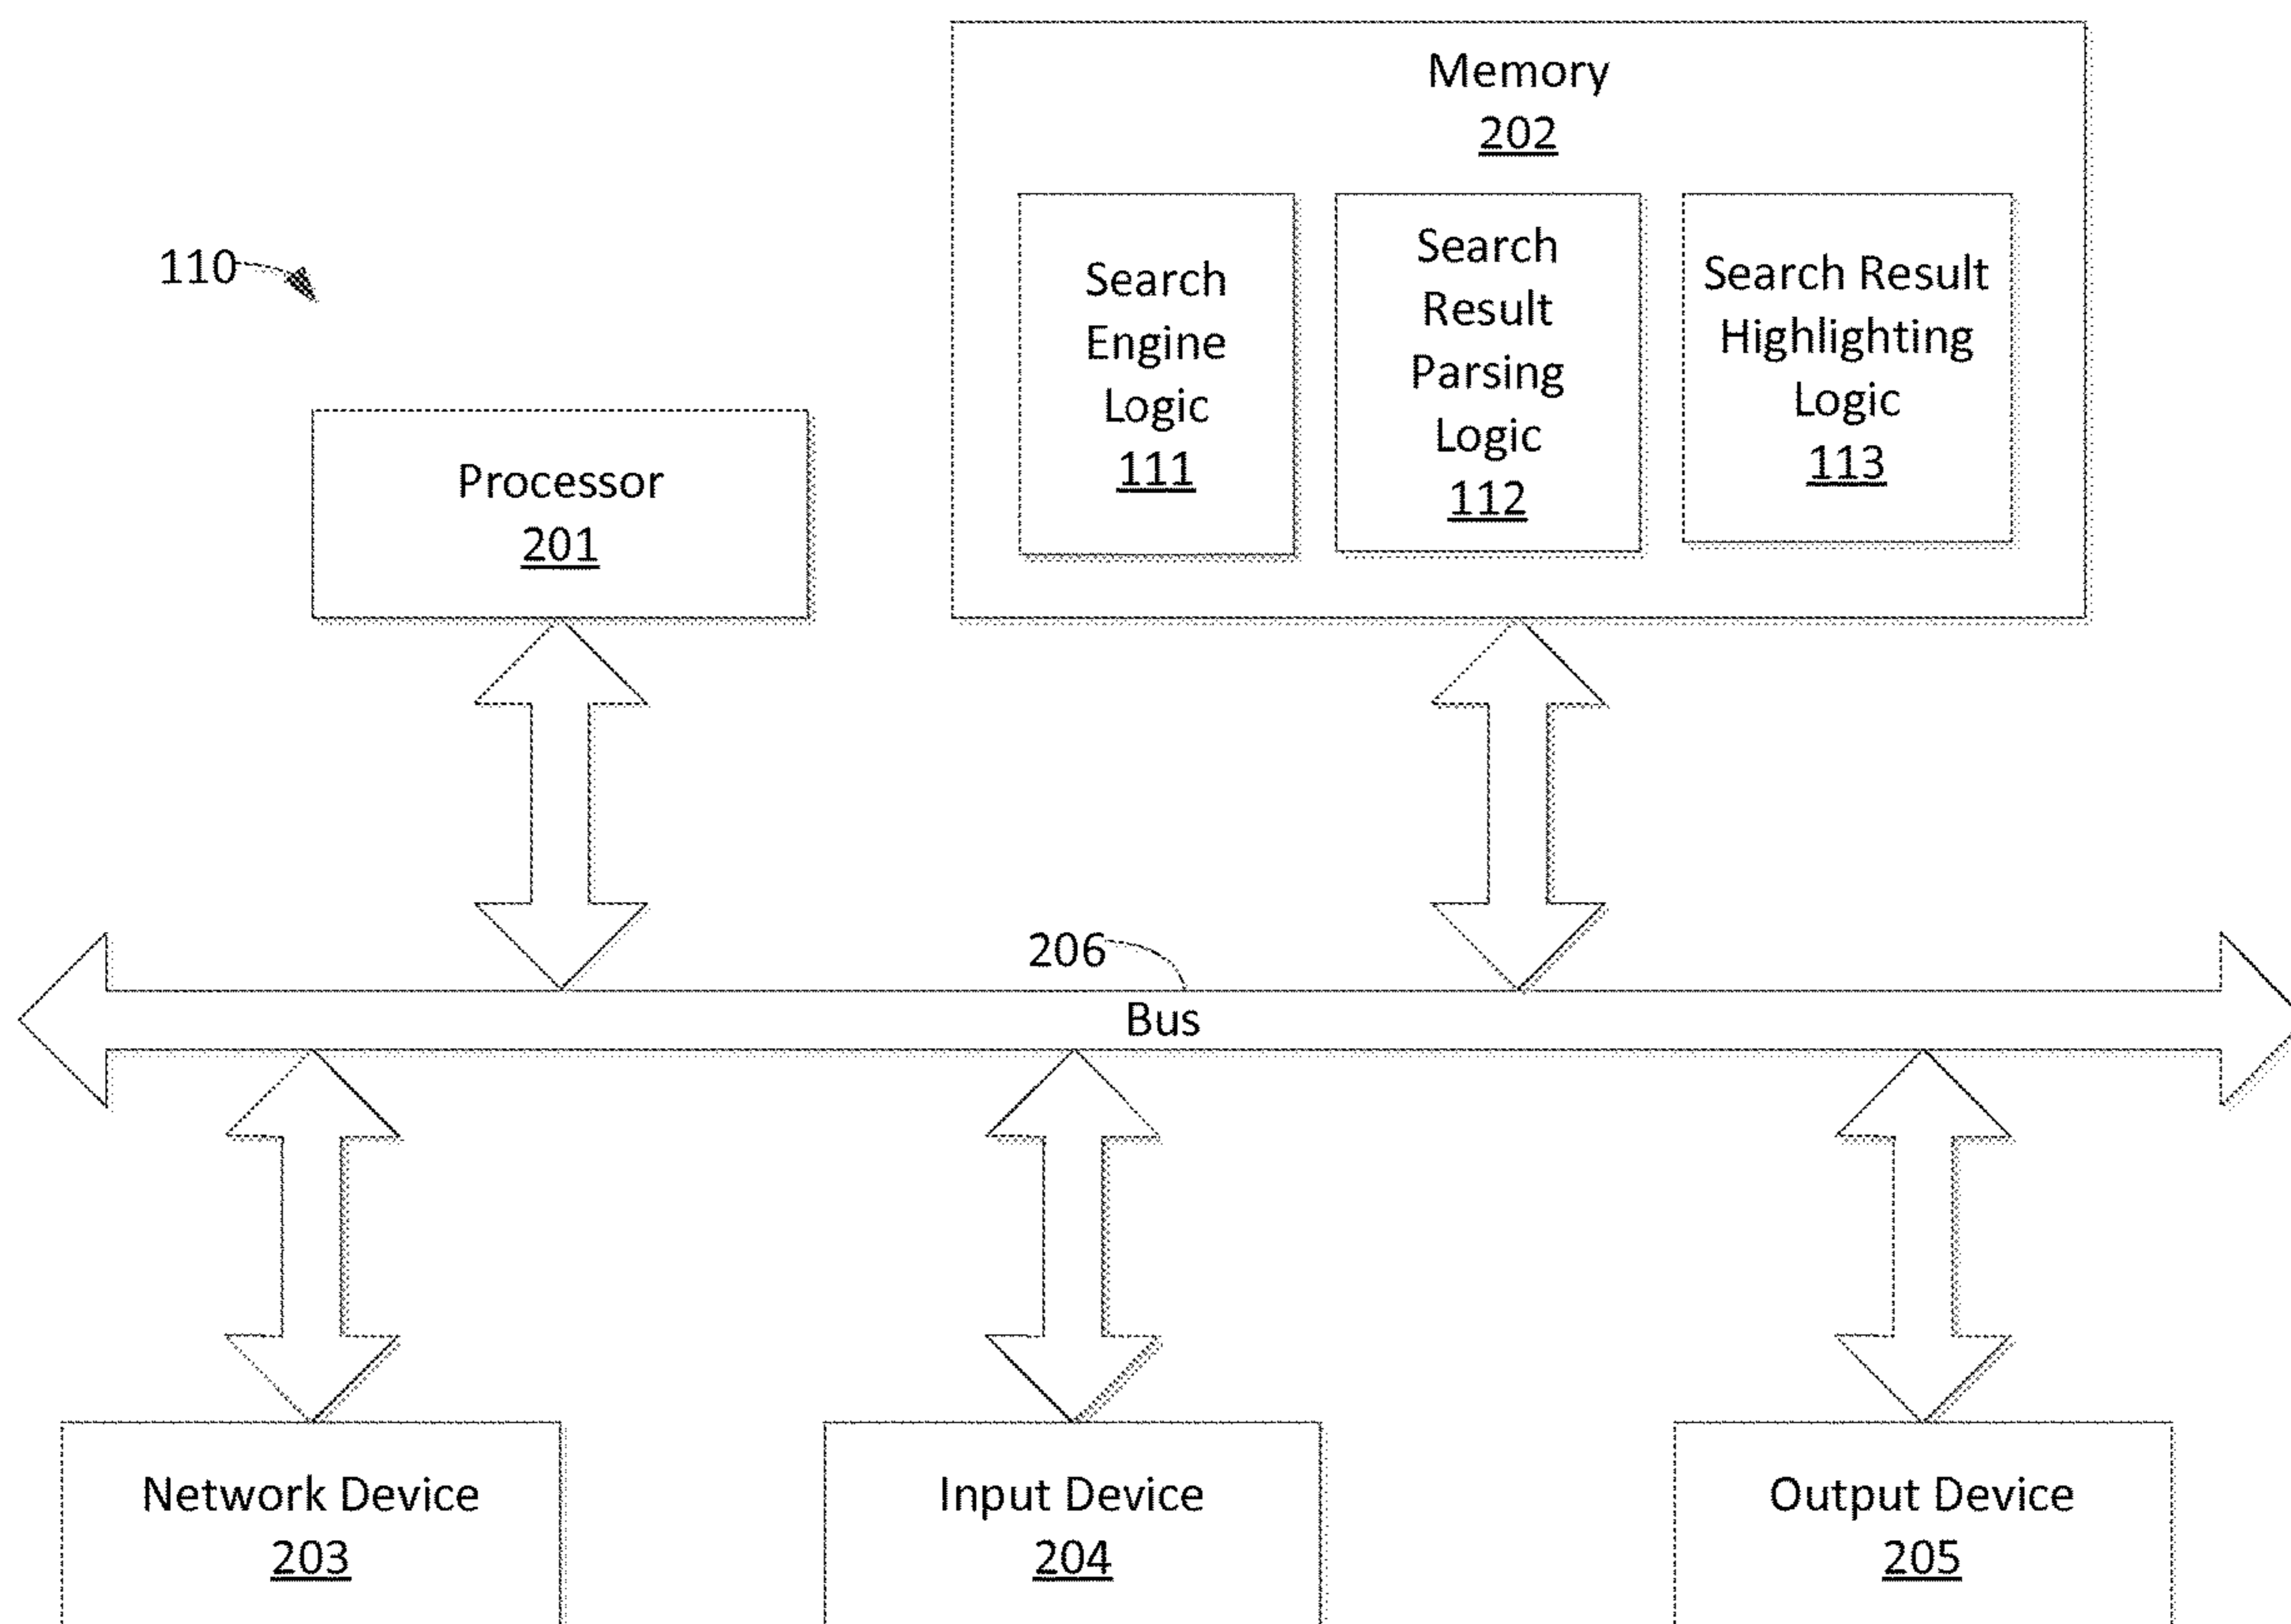 Memory
202
110
Search
Engine
Logic
111
Search
Result
Parsing
Logic
112
Search Result
Highlighting
Logic
113
Processor
201
206
Bus
Network Device
203
Input Device
204
Output Device
205